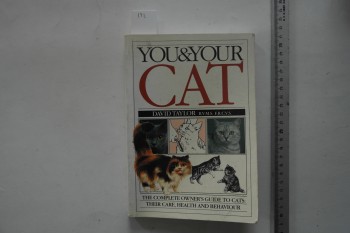 YOU & YOUR
CAT
DAVID TAYLOR B.V.M.S. F.R.C.V.S.
THE COMPLETE OWNER'S GUIDE TO CATS:
THEIR CARE, HEALTH AND BEHAVIOUR